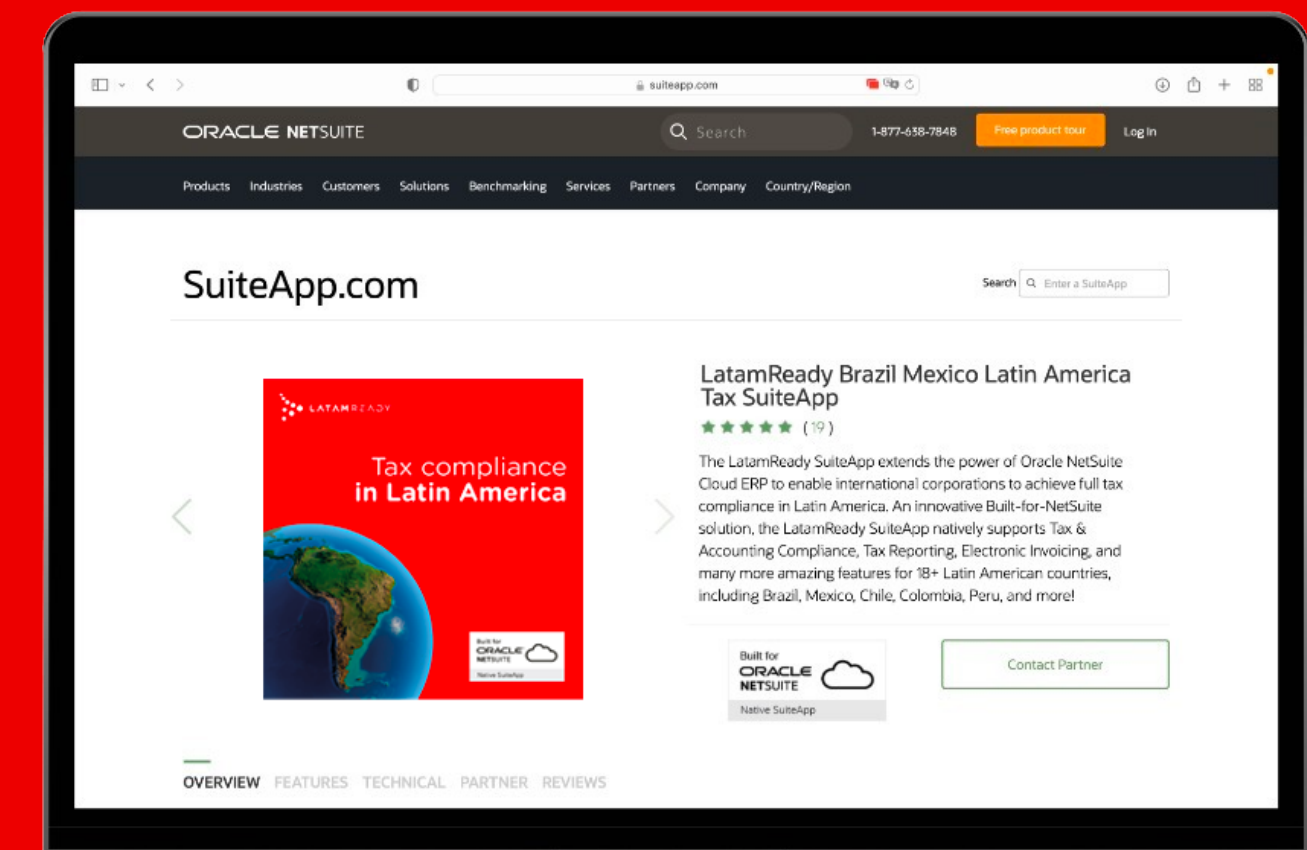 suiteapp.com
ORACLE NETSUITE
Search
1-877-638-7848
Free product tour
Log In
Products Industries Customers Solutions Benchmarking Services Partners Company Country/Region
SuiteApp.com
Search
Enter a SuiteApp
LATAMREADY
Tax compliance
in Latin America
Built for
ORACLE
NETSUITE
Native SuiteApp
LatamReady Brazil Mexico Latin America
Tax SuiteApp
(19)
The LatamReady SuiteApp extends the power of Oracle NetSuite
Cloud ERP to enable international corporations to achieve full tax
compliance in Latin America. An innovative Built-for-NetSuite
solution, the LatamReady SuiteApp natively supports Tax &
Accounting Compliance, Tax Reporting, Electronic Invoicing, and
many more amazing features for 18+ Latin American countries,
including Brazil, Mexico, Chile, Colombia, Peru, and more!
Built for
ORACLE
NETSUITE
Native SuiteApp
Contact Partner
OVERVIEW FEATURES TECHNICAL PARTNER REVIEWS